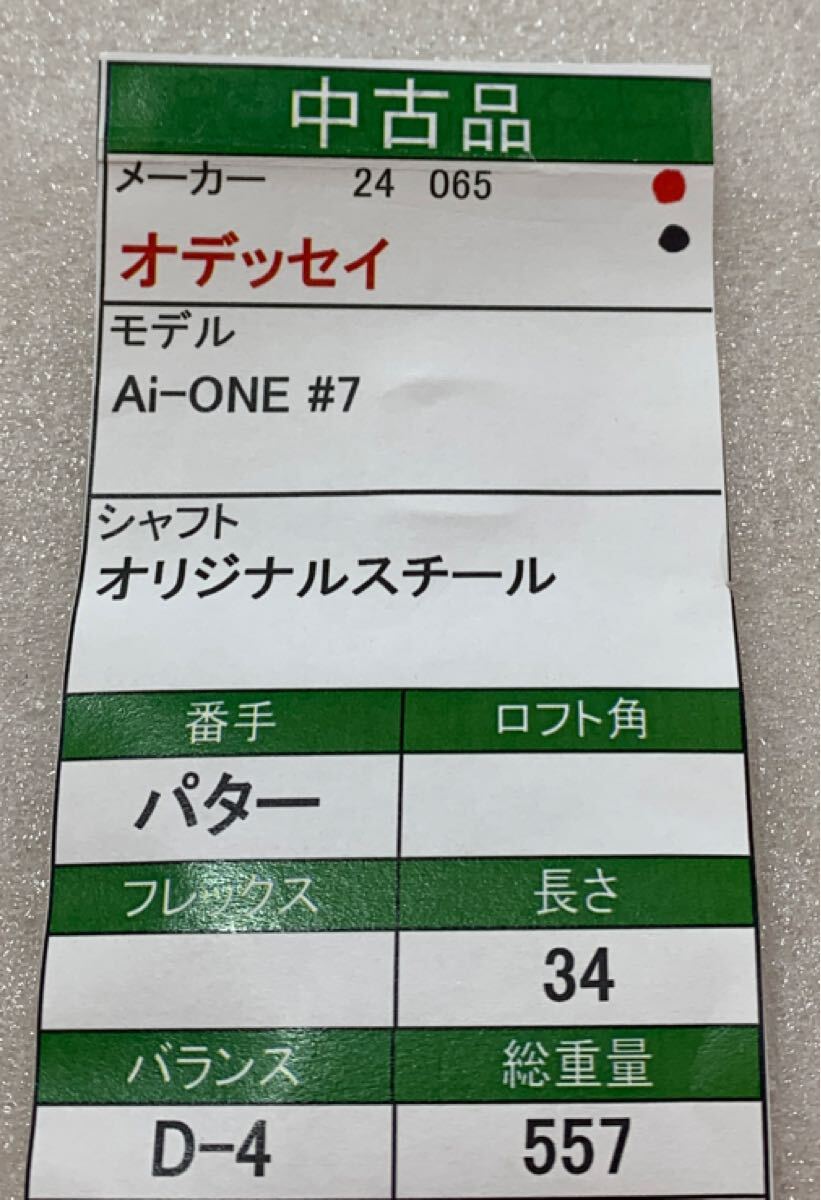 中古品
メーカー 24 065
オデッセイ
モデル
Ai-ONE #7
シャフト
オリジナルスチール
番手 ロフト角
パター
フレックス 長さ
34
バランス 総重量
D-4 557